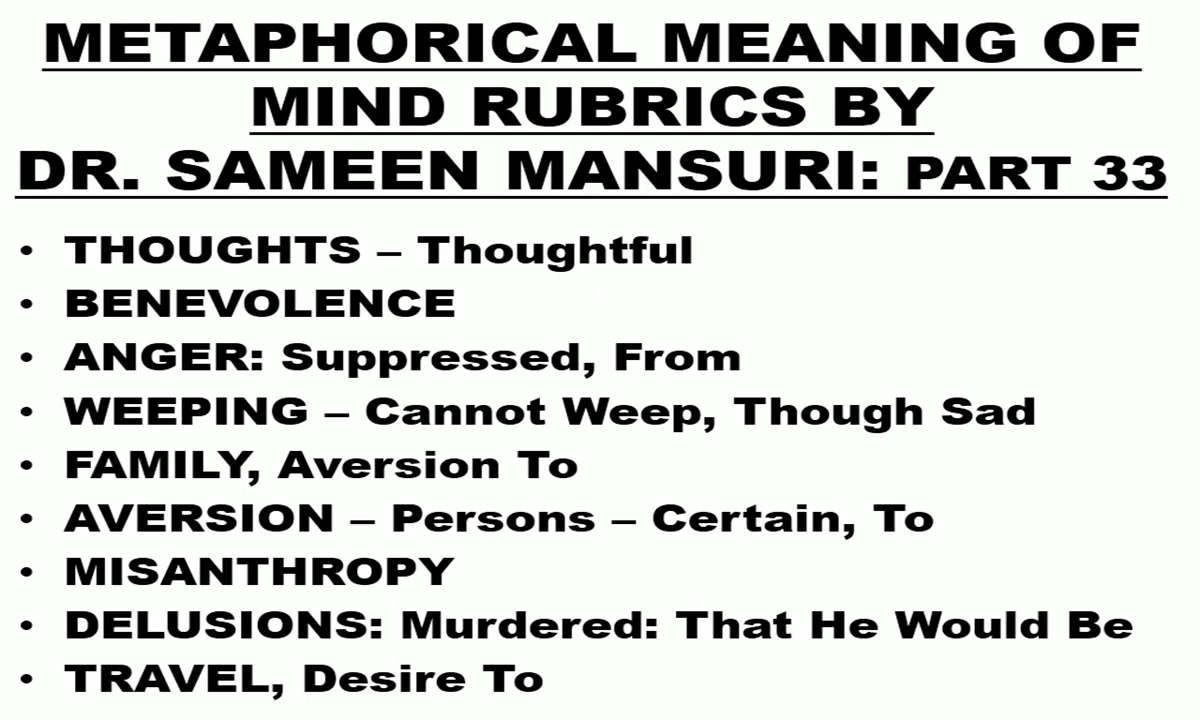 METAPHORICAL MEANING OF
MIND RUBRICS BY
DR. SAMEEN MANSURI: PART 33
• THOUGHTS – Thoughtful
• BENEVOLENCE
• ANGER: Suppressed, From
• WEEPING – Cannot Weep, Though Sad
• FAMILY, Aversion To
• AVERSION – Persons – Certain, To
• MISANTHROPY
• DELUSIONS: Murdered: That He Would Be
• TRAVEL, Desire To